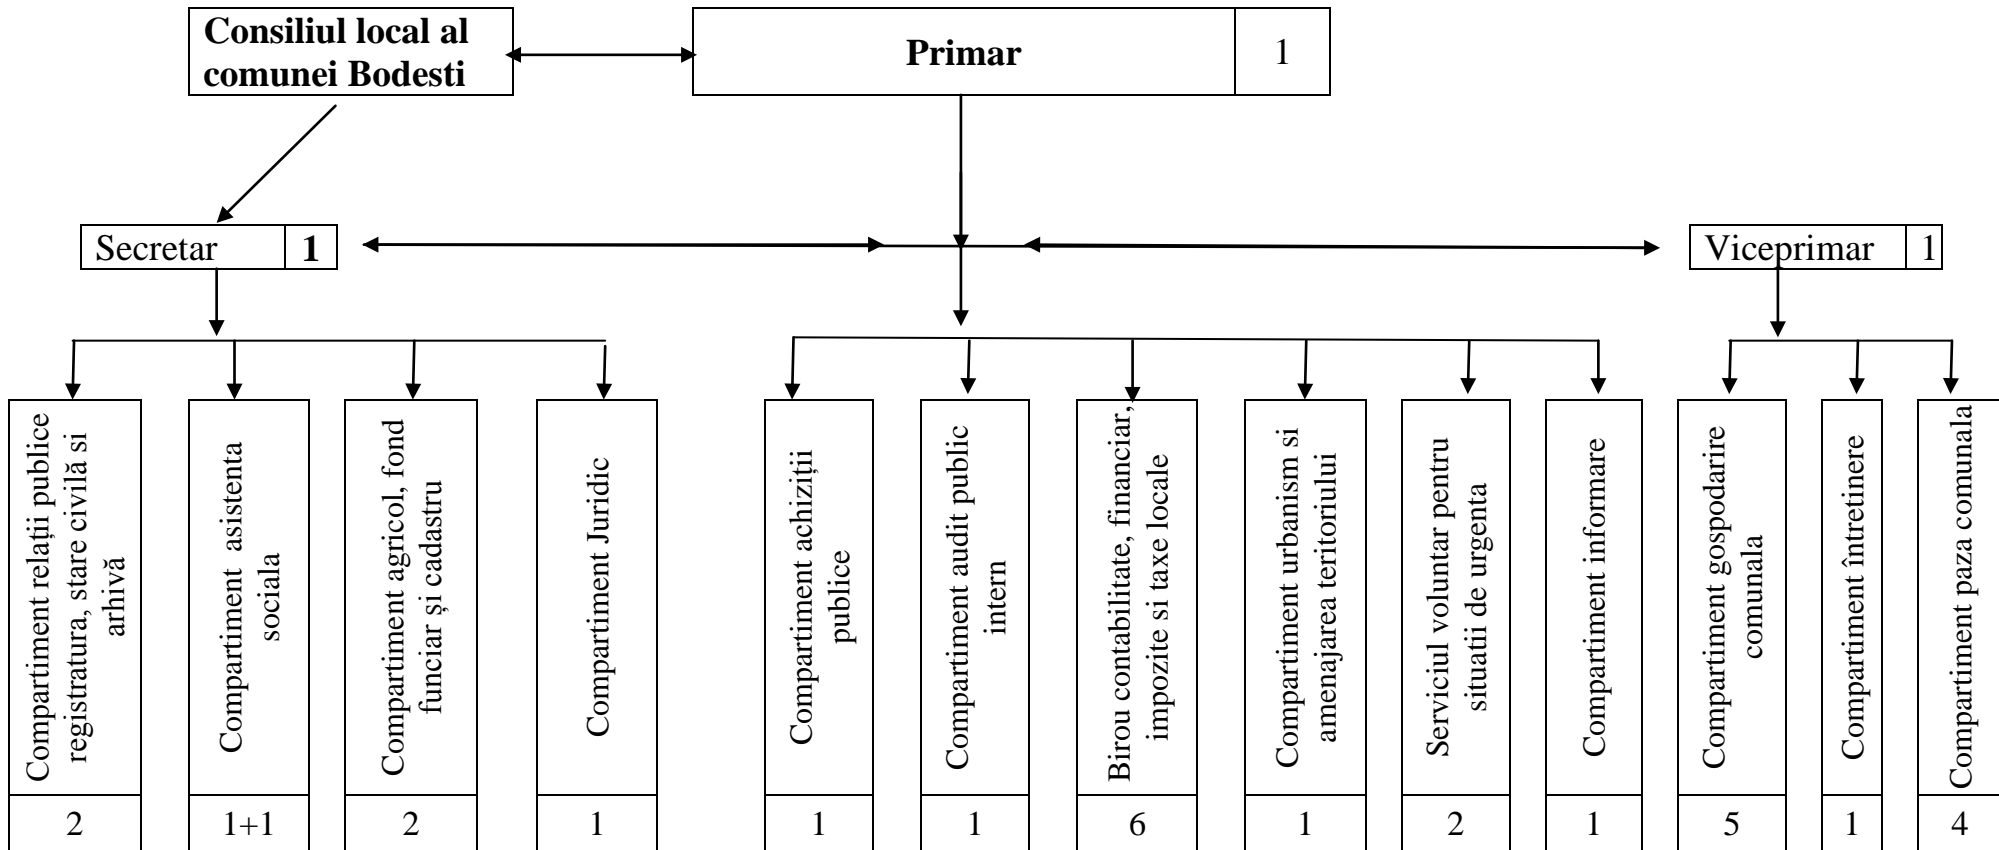 Consiliul local al
comunei Bodesti
Primar
1
Secretar
1
Viceprimar
1
Compartiment relații publice
registratura, stare civilă si
arhivă
2
Compartiment  asistenta
sociala
1+1
Compartiment agricol, fond
funciar și cadastru
2
Compartiment Juridic
1
Compartiment achiziții
publice
1
Compartiment audit public
intern
1
Birou contabilitate, financiar,
impozite si taxe locale
6
Compartiment urbanism si
amenajarea teritoriului
1
Serviciul voluntar pentru
situatii de urgenta
2
Compartiment informare
1
Compartiment gospodarire
comunala
5
Compartiment întretinere
1
Compartiment paza comunala
4